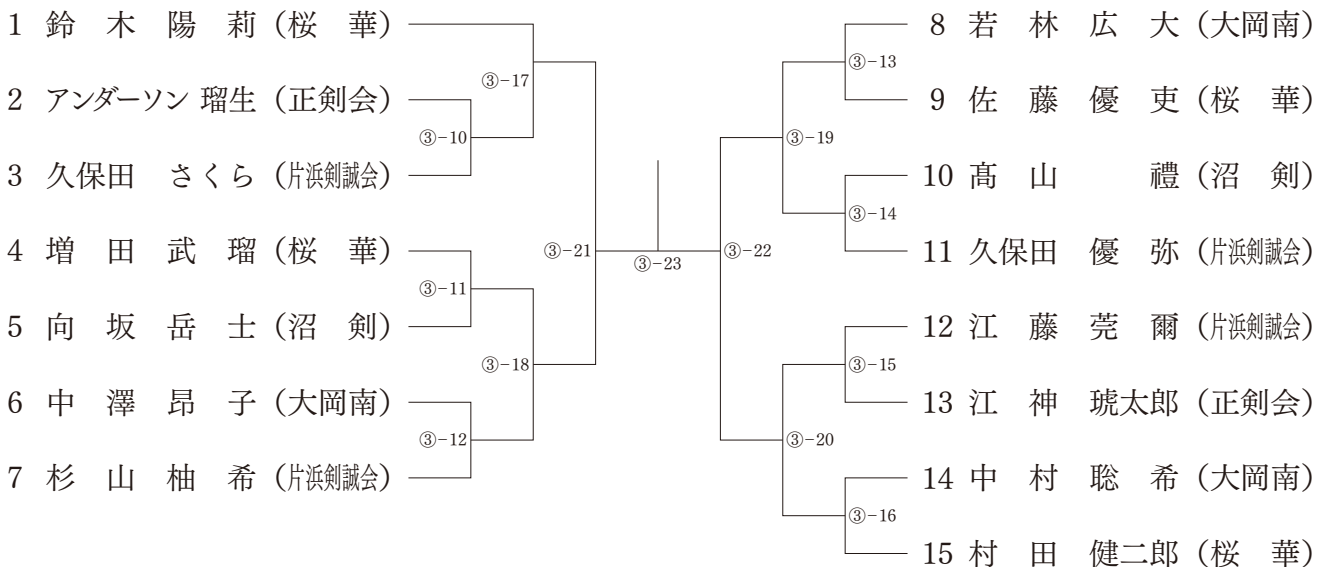 1 鈴木陽莉（桜華）
2 アンダーソン 瑠生（正剣会）
3 久保田 さくら（片浜剣誠会）
4 増田武瑠（桜華）
5 向坂岳士（沼剣）
6 中澤昂子（大岡南）
7 杉山柚希（片浜剣誠会）
③-10
③-11
③-12
③-17
③-18
③-21
③-23
③-22
③-19
③-20
③-13
③-14
③-15
③-16
8 若林広大（大岡南）
9 佐藤優吏（桜華）
10 髙山禮（沼剣）
11 久保田優弥（片浜剣誠会）
12 江藤莞爾（片浜剣誠会）
13 江神琥太郎（正剣会）
14 中村聡希（大岡南）
15 村田健二郎（桜華）